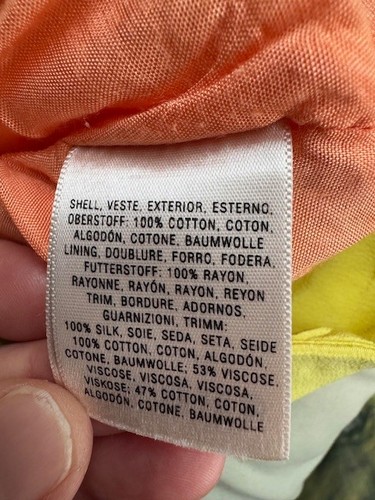 SHELL, VESTE, EXTERIOR, ESTERNO,
OBERSTOFF: 100% COTTON, COTON,
ALGODÓN, COTONE, BAUMWOLLE
LINING, DOUBLURE, FORRO, FODERA,
FUTTERSTOFF: 100% RAYON,
RAYONNE, RAYÓN, RAYON, REYON
TRIM, BORDURE, ADORNOS,
GUARNIZIONI, TRIMM:
100% SILK, SOIE, SEDA, SETA, SEIDE
100% COTTON, COTON, ALGODÓN,
COTONE, BAUMWOLLE; 53% VISCOSE,
VISCOSE, VISCOSA, VISCOSA,
VISKOSE; 47% COTTON, COTON,
ALGODÓN, COTONE, BAUMWOLLE